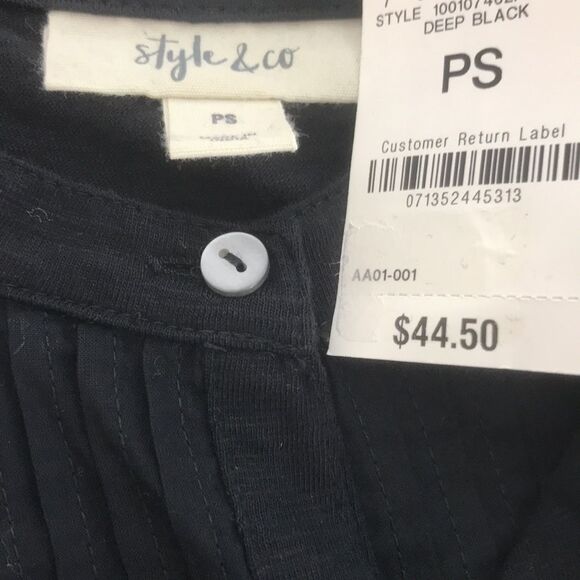 style & co
PS
STYLE
DEEP BLACK
PS
Customer Return Label
071352445313
AA01-001
$44.50